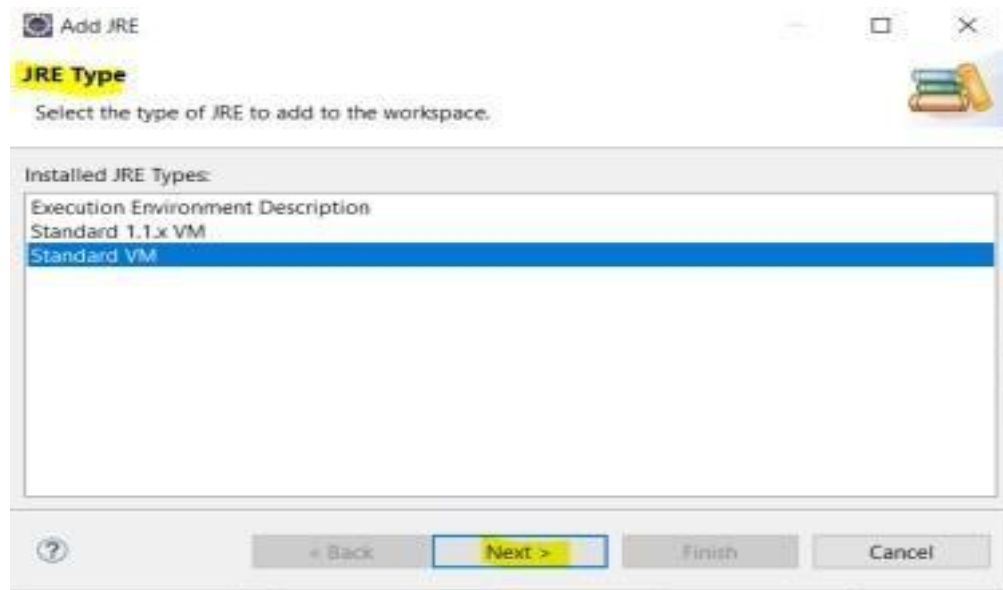 Add JRE
JRE Type
Select the type of JRE to add to the workspace.
Installed JRE Types:
Execution Environment Description
Standard 1.1.x VM
Standard VM
? < Back Next > Finish Cancel